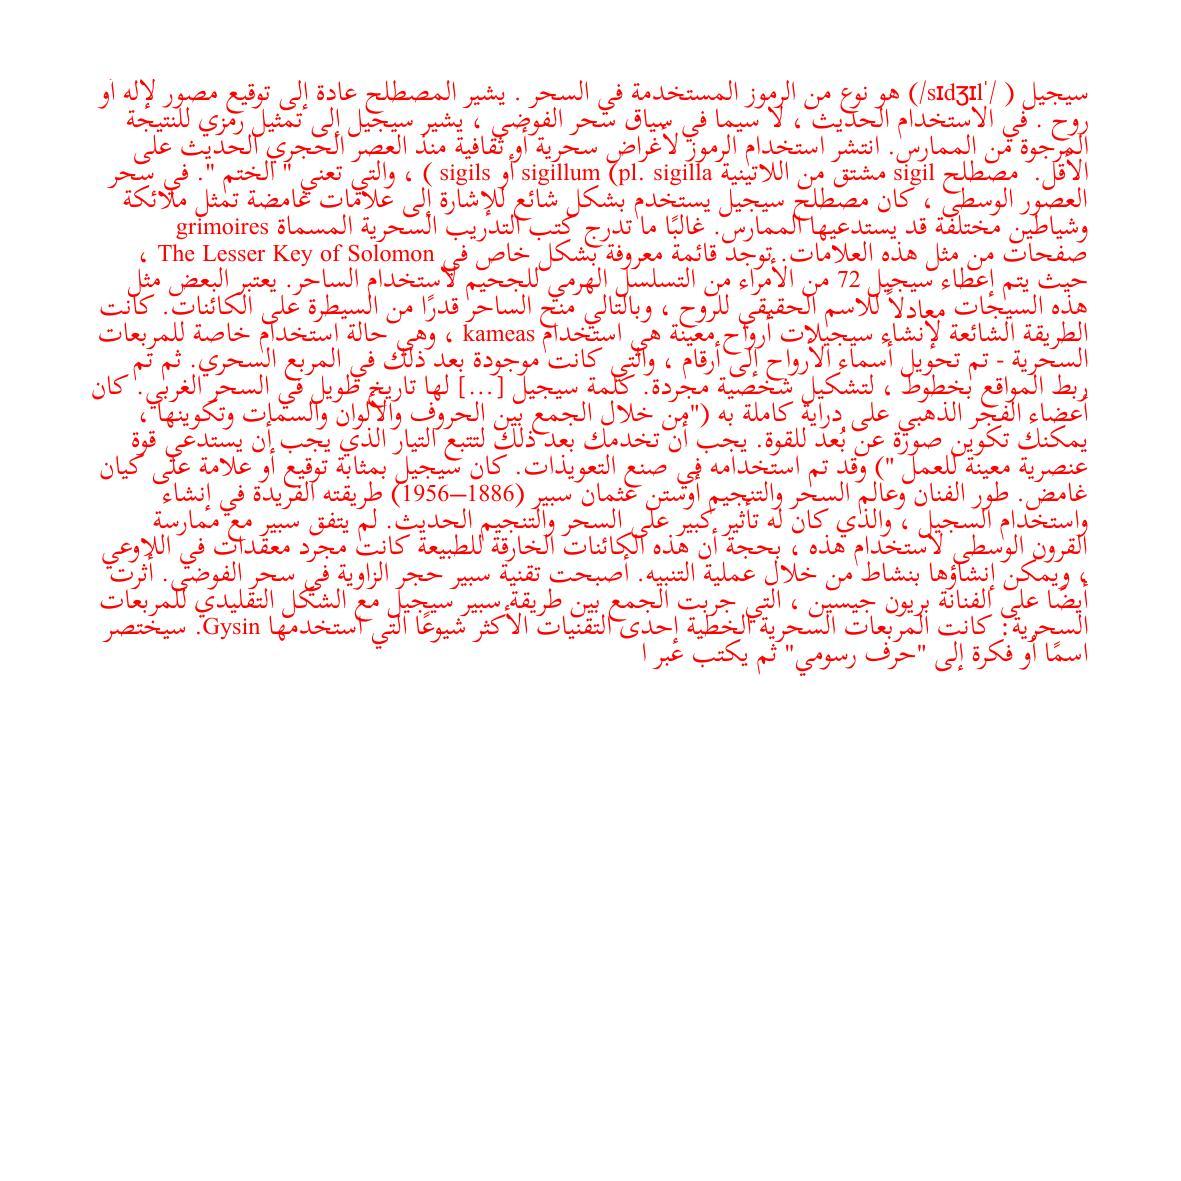 سيجيل ( /ˈsɪdʒɪl/) هو نوع من الرموز المستخدمة في السحر . يشير المصطلح عادة إلى توقيع مصور لإله أو
روح . في الاستخدام الحديث ، لا سيما في سياق سحر الفوضى ، يشير سيجيل إلى تمثيل رمزي للنتيجة
المرجوة من الممارس. انتشر استخدام الرموز لأغراض سحرية أو ثقافية منذ العصر الحجري الحديث على
الأقل. مصطلح sigil مشتق من اللاتينية sigillum (pl. sigilla أو sigils ) ، والتي تعني " الختم ". في سحر
العصور الوسطى ، كان مصطلح سيجيل يستخدم بشكل شائع للإشارة إلى علامات غامضة تمثل ملائكة
وشياطين مختلفة قد يستدعيها الممارس. غالبًا ما تدرج كتب التدريب السحرية المسماة grimoires
صفحات من مثل هذه العلامات. توجد قائمة معروفة بشكل خاص في The Lesser Key of Solomon ،
حيث يتم إعطاء سيجيل 72 من الأمراء من التسلسل الهرمي للجحيم لاستخدام الساحر. يعتبر البعض مثل
هذه السيجات معادلاً للاسم الحقيقي للروح ، وبالتالي منح الساحر قدرًا من السيطرة على الكائنات. كانت
الطريقة الشائعة لإنشاء سيجيلات أرواح معينة هي استخدام kameas ، وهي حالة استخدام خاصة للمربعات
السحرية - تم تحويل أسماء الأرواح إلى أرقام ، والتي كانت موجودة بعد ذلك في المربع السحري. ثم تم
ربط المواقع بخطوط ، لتشكيل شخصية مجردة. كلمة سيجيل [...] لها تاريخ طويل في السحر الغربي. كان
أعضاء الفجر الذهبي على دراية كاملة به ("من خلال الجمع بين الحروف والألوان والسمات وتكوينها ،
يمكنك تكوين صورة عن بُعد للقوة. يجب أن تخدمك بعد ذلك لتتبع التيار الذي يجب أن يستدعي قوة
عنصرية معينة للعمل ") وقد تم استخدامه في صنع التعويذات. كان سيجيل بمثابة توقيع أو علامة على كيان
غامض. طور الفنان وعالم السحر والتنجيم أوستن عثمان سبير (1886–1956) طريقته الفريدة في إنشاء
واستخدام السجيل ، والذي كان له تأثير كبير على السحر والتنجيم الحديث. لم يتفق سبير مع ممارسة
القرون الوسطى لاستخدام هذه ، بحجة أن هذه الكائنات الخارقة للطبيعة كانت مجرد معقدات في اللاوعي
، ويمكن إنشاؤها بنشاط من خلال عملية التنبيه. أصبحت تقنية سبير حجر الزاوية في سحر الفوضى. أثرت
أيضًا على الفنانة بريون جيسين ، التي جربت الجمع بين طريقة سبير سيجيل مع الشكل التقليدي للمربعات
السحرية: كانت المربعات السحرية الخطية إحدى التقنيات الأكثر شيوعًا التي استخدمها Gysin. سيختصر
اسمًا أو فكرة إلى "حرف رسومي" ثم يكتب عبر ا